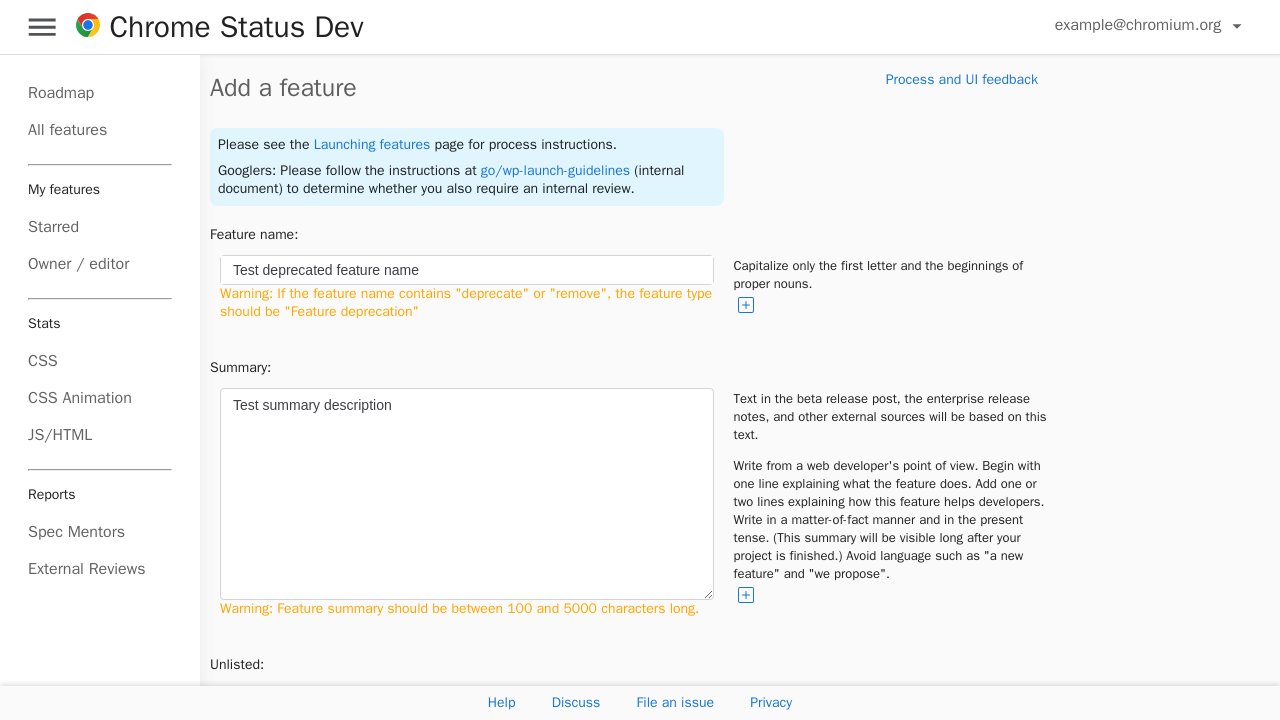 Chrome Status Dev
example@chromium.org
Roadmap
All features
My features
Starred
Owner / editor
Stats
CSS
CSS Animation
JS/HTML
Reports
Spec Mentors
External Reviews
Add a feature
Process and UI feedback
Please see the Launching features page for process instructions.
Googlers: Please follow the instructions at go/wp-launch-guidelines (internal
document) to determine whether you also require an internal review.
Feature name:
Test deprecated feature name
Warning: If the feature name contains "deprecate" or "remove", the feature type
should be "Feature deprecation"
Capitalize only the first letter and the beginnings of
proper nouns.
Summary:
Test summary description
Warning: Feature summary should be between 100 and 5000 characters long.
Text in the beta release post, the enterprise release
notes, and other external sources will be based on this
text.
Write from a web developer's point of view. Begin with
one line explaining what the feature does. Add one or
two lines explaining how this feature helps developers.
Write in a matter-of-fact manner and in the present
tense. (This summary will be visible long after your
project is finished.) Avoid language such as "a new
feature" and "we propose".
Unlisted:
Help
Discuss
File an issue
Privacy